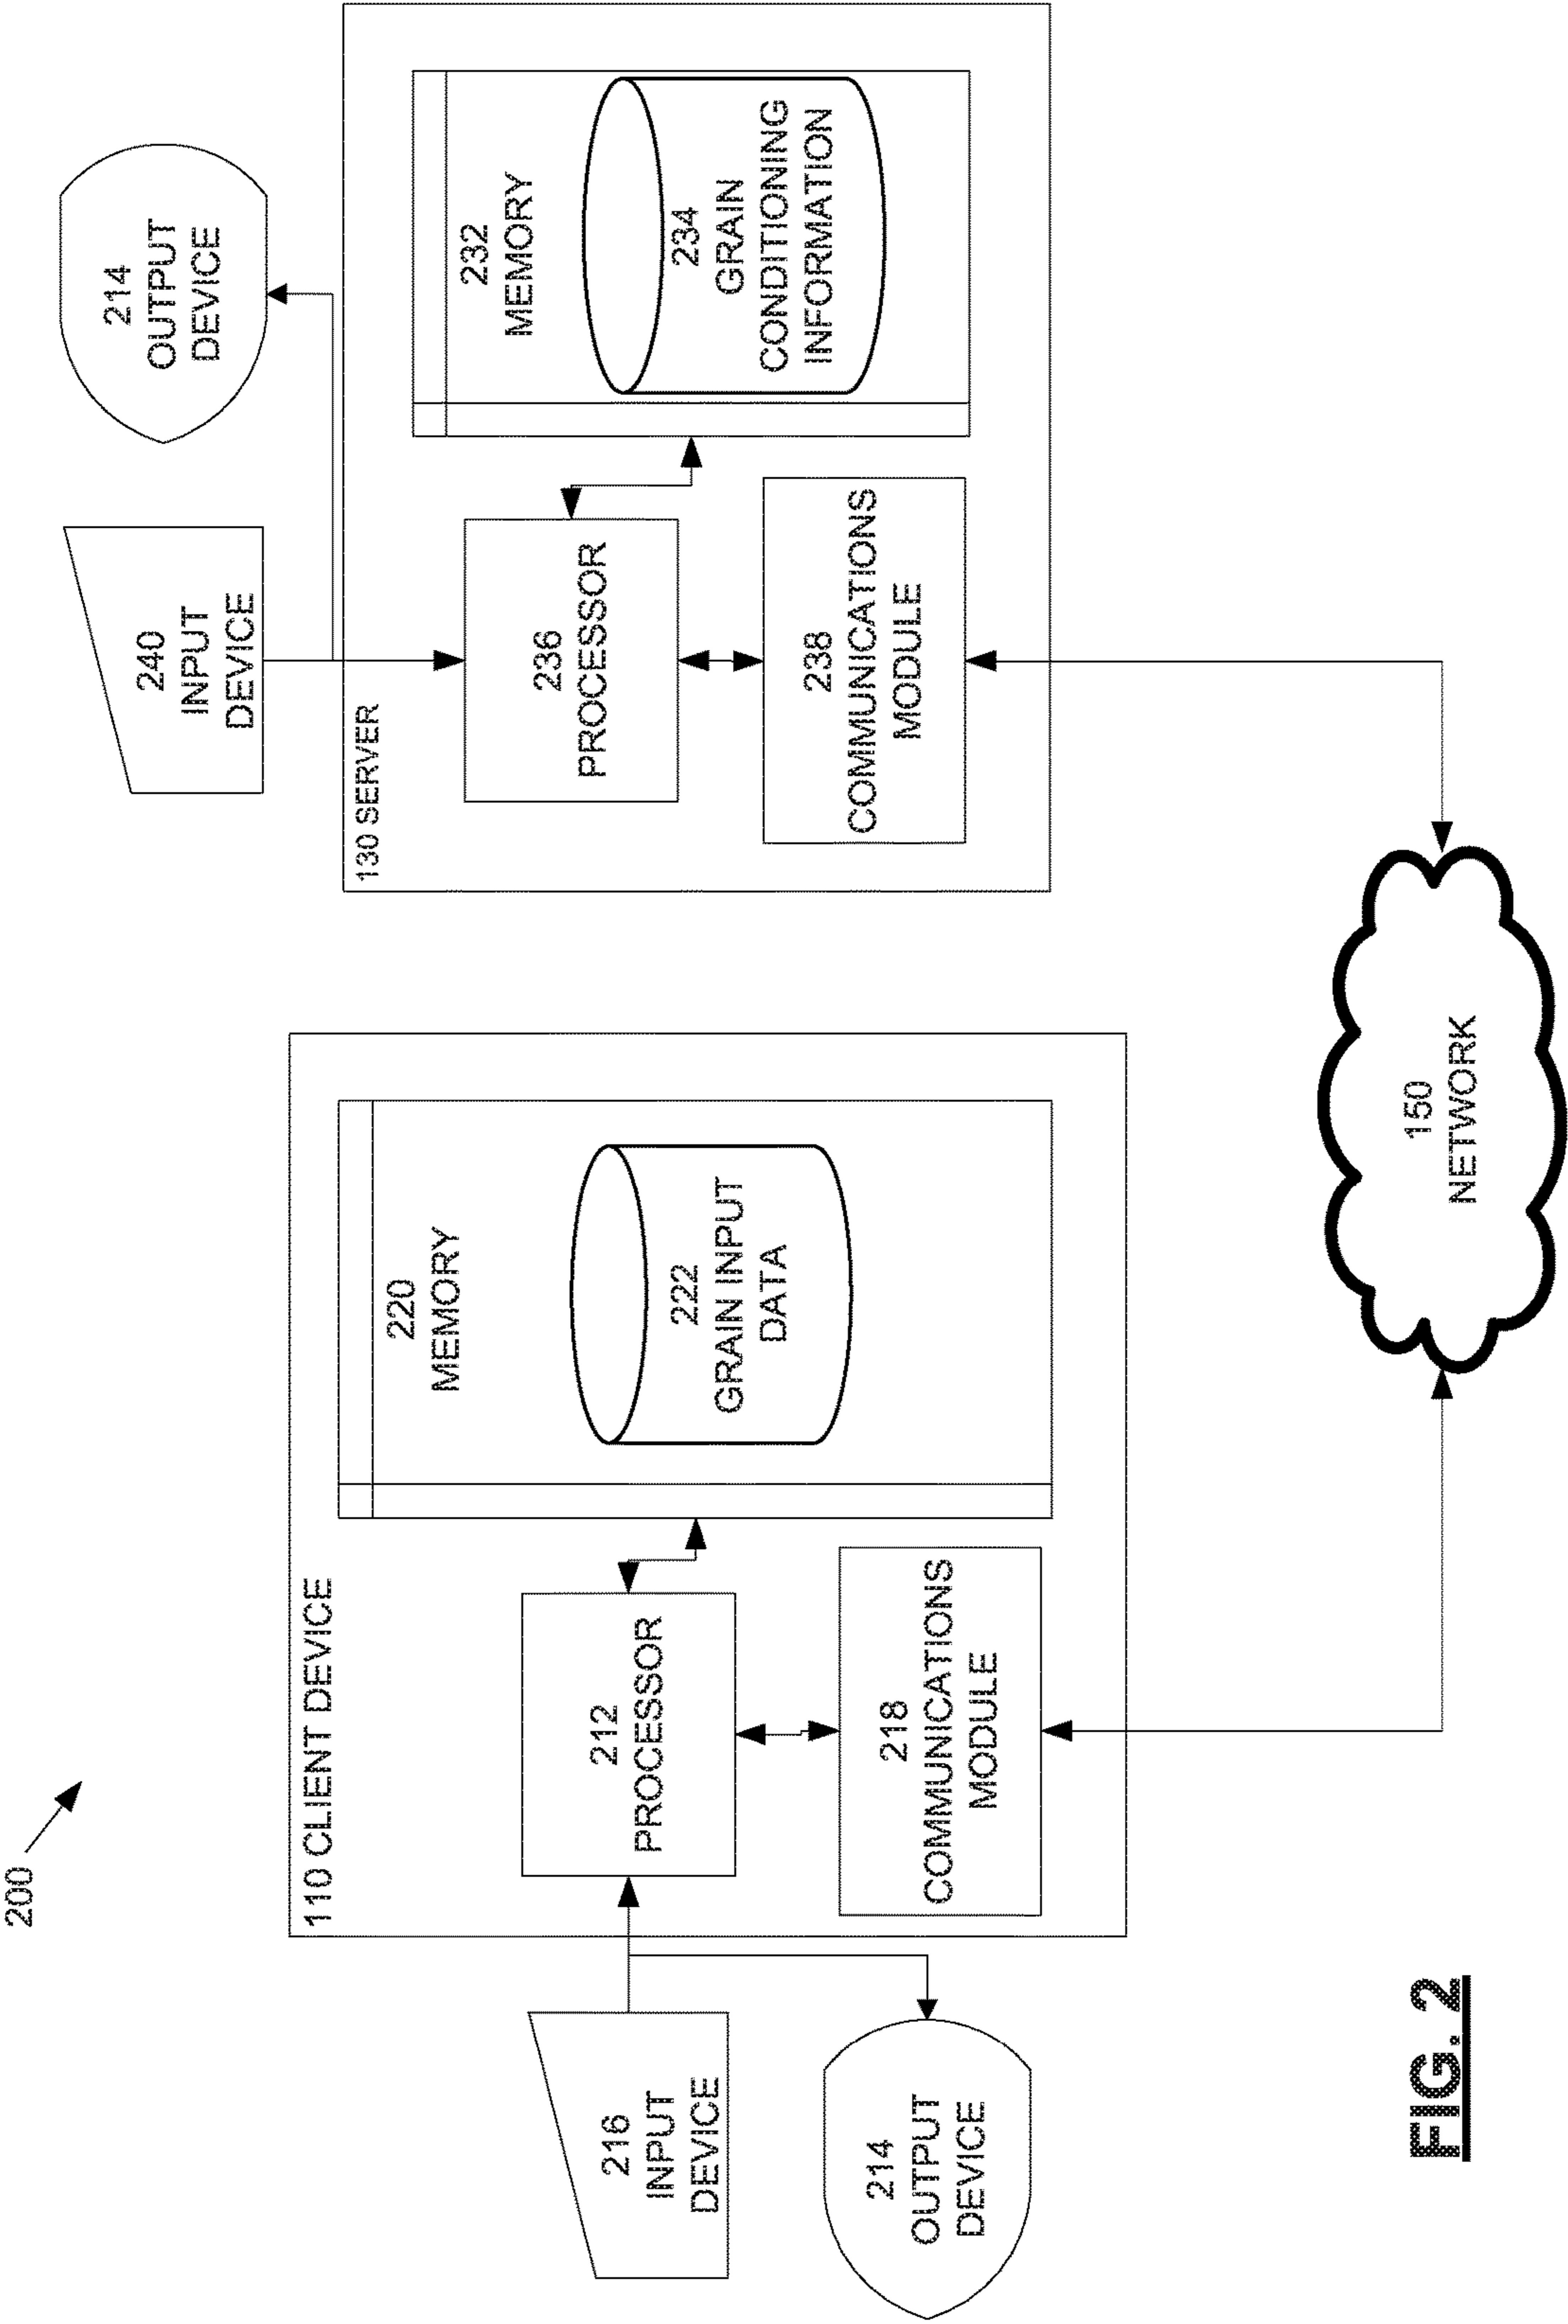 200
110 CLIENT DEVICE
216
INPUT
DEVICE
214
OUTPUT
DEVICE
212
PROCESSOR
218
COMMUNICATIONS
MODULE
220
MEMORY
222
GRAIN INPUT
DATA
240
INPUT
DEVICE
214
OUTPUT
DEVICE
130 SERVER
236
PROCESSOR
238
COMMUNICATIONS
MODULE
232
MEMORY
234
GRAIN
CONDITIONING
INFORMATION
150
NETWORK
FIG. 2